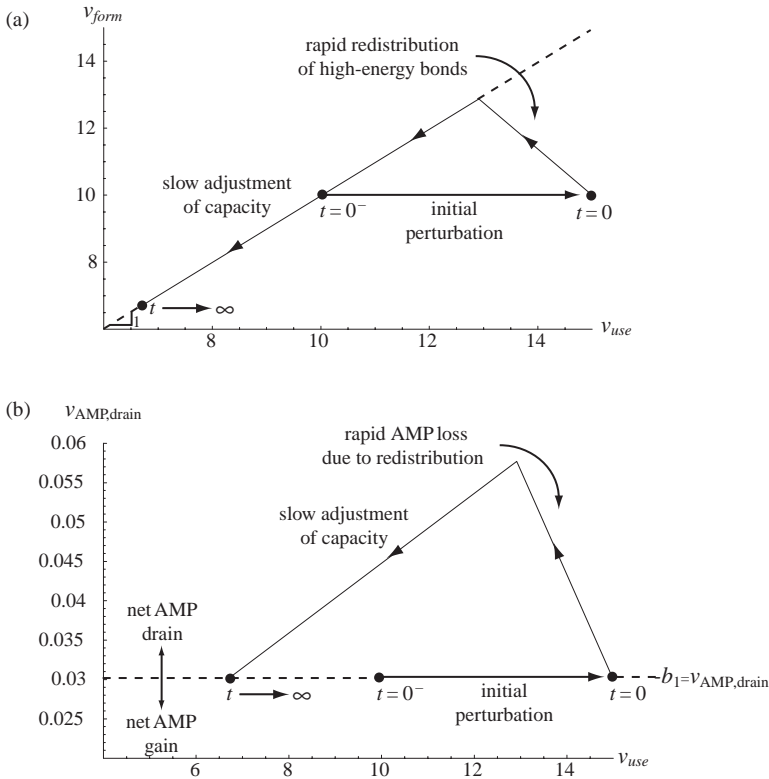 (a)
v_form
14
12
10
8
rapid redistribution
of high-energy bonds
slow adjustment
of capacity
t = 0⁻
initial
perturbation
t = 0
t → ∞
1
8
10
12
14
v_use
(b)
v_AMP,drain
0.06
0.055
0.05
0.045
0.04
0.035
0.03
0.025
rapid AMP loss
due to redistribution
slow adjustment
of capacity
net AMP
drain
net AMP
gain
t → ∞
t = 0⁻
initial
perturbation
t = 0
b₁=v_AMP,drain
6
8
10
12
14
v_use